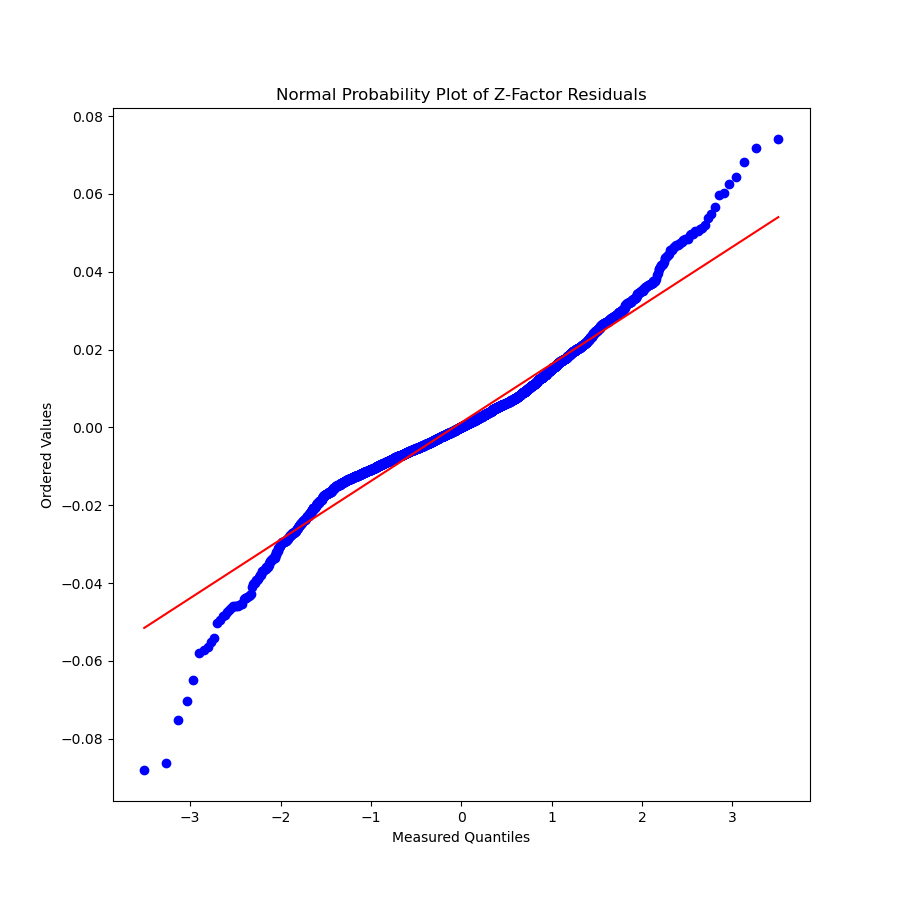 Normal Probability Plot of Z-Factor Residuals
0.08
0.06
0.04
0.02
0.00
−0.02
−0.04
−0.06
−0.08
Ordered Values
−3 −2 −1 0 1 2 3
Measured Quantiles